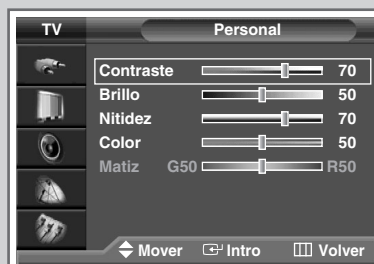 TV Personal
Contraste 70
Brillo 50
Nitidez 70
Color 50
Matiz G50 R50
Mover Intro Volver